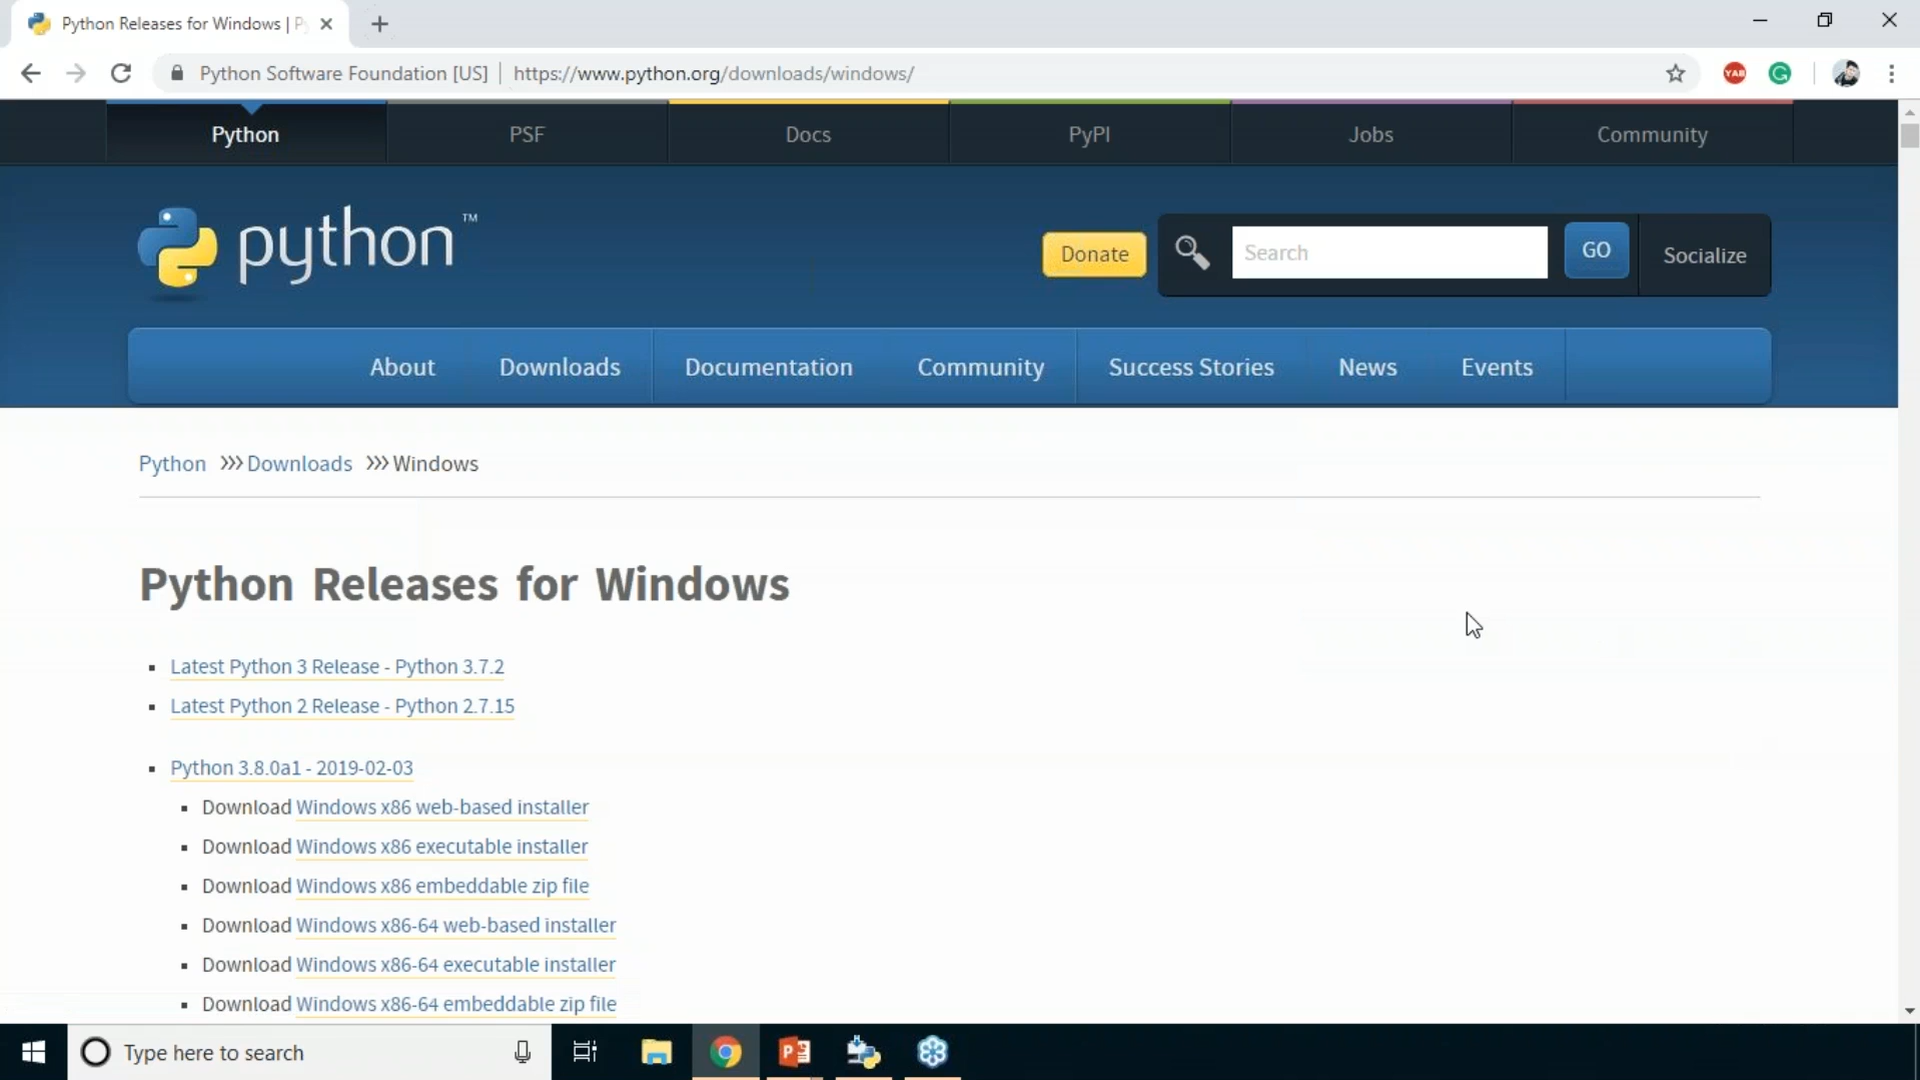 Python Releases for Windows | P
Python Software Foundation [US] | https://www.python.org/downloads/windows/
YAB
Python
PSF
Docs
PyPI
Jobs
Community
python™
Donate
Search
GO
Socialize
About
Downloads
Documentation
Community
Success Stories
News
Events
Python >>> Downloads >>> Windows
Python Releases for Windows
Latest Python 3 Release - Python 3.7.2
Latest Python 2 Release - Python 2.7.15
Python 3.8.0a1 - 2019-02-03
Download Windows x86 web-based installer
Download Windows x86 executable installer
Download Windows x86 embeddable zip file
Download Windows x86-64 web-based installer
Download Windows x86-64 executable installer
Download Windows x86-64 embeddable zip file
Type here to search